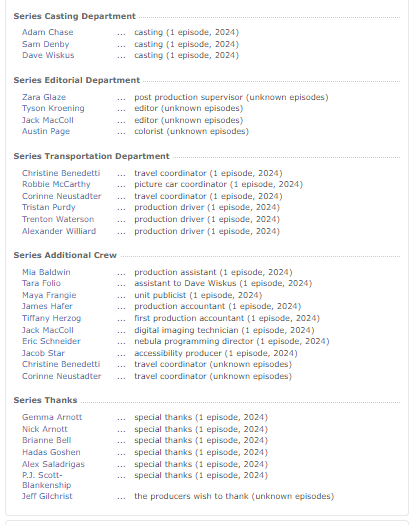 Series Casting Department
Adam Chase ... casting (1 episode, 2024)
Sam Denby ... casting (1 episode, 2024)
Dave Wiskus ... casting (1 episode, 2024)
Series Editorial Department
Zara Glaze ... post production supervisor (unknown episodes)
Tyson Kroening ... editor (unknown episodes)
Jack MacColl ... editor (unknown episodes)
Austin Page ... colorist (unknown episodes)
Series Transportation Department
Christine Benedetti ... travel coordinator (1 episode, 2024)
Robbie McCarthy ... picture car coordinator (1 episode, 2024)
Corinne Neustadter ... travel coordinator (1 episode, 2024)
Tristan Purdy ... production driver (1 episode, 2024)
Trenton Waterson ... production driver (1 episode, 2024)
Alexander Williard ... production driver (1 episode, 2024)
Series Additional Crew
Mia Baldwin ... production assistant (1 episode, 2024)
Tara Folio ... assistant to Dave Wiskus (1 episode, 2024)
Maya Frangie ... unit publicist (1 episode, 2024)
James Hafer ... production accountant (1 episode, 2024)
Tiffany Herzog ... first production accountant (1 episode, 2024)
Jack MacColl ... digital imaging technician (1 episode, 2024)
Eric Schneider ... nebula programming director (1 episode, 2024)
Jacob Star ... accessibility producer (1 episode, 2024)
Christine Benedetti ... travel coordinator (unknown episodes)
Corinne Neustadter ... travel coordinator (unknown episodes)
Series Thanks
Gemma Arnott ... special thanks (1 episode, 2024)
Nick Arnott ... special thanks (1 episode, 2024)
Brianne Bell ... special thanks (1 episode, 2024)
Hadas Goshen ... special thanks (1 episode, 2024)
Alex Saladrigas ... special thanks (1 episode, 2024)
P.J. Scott- ... special thanks (1 episode, 2024)
Blankenship
Jeff Gilchrist ... the producers wish to thank (unknown episodes)